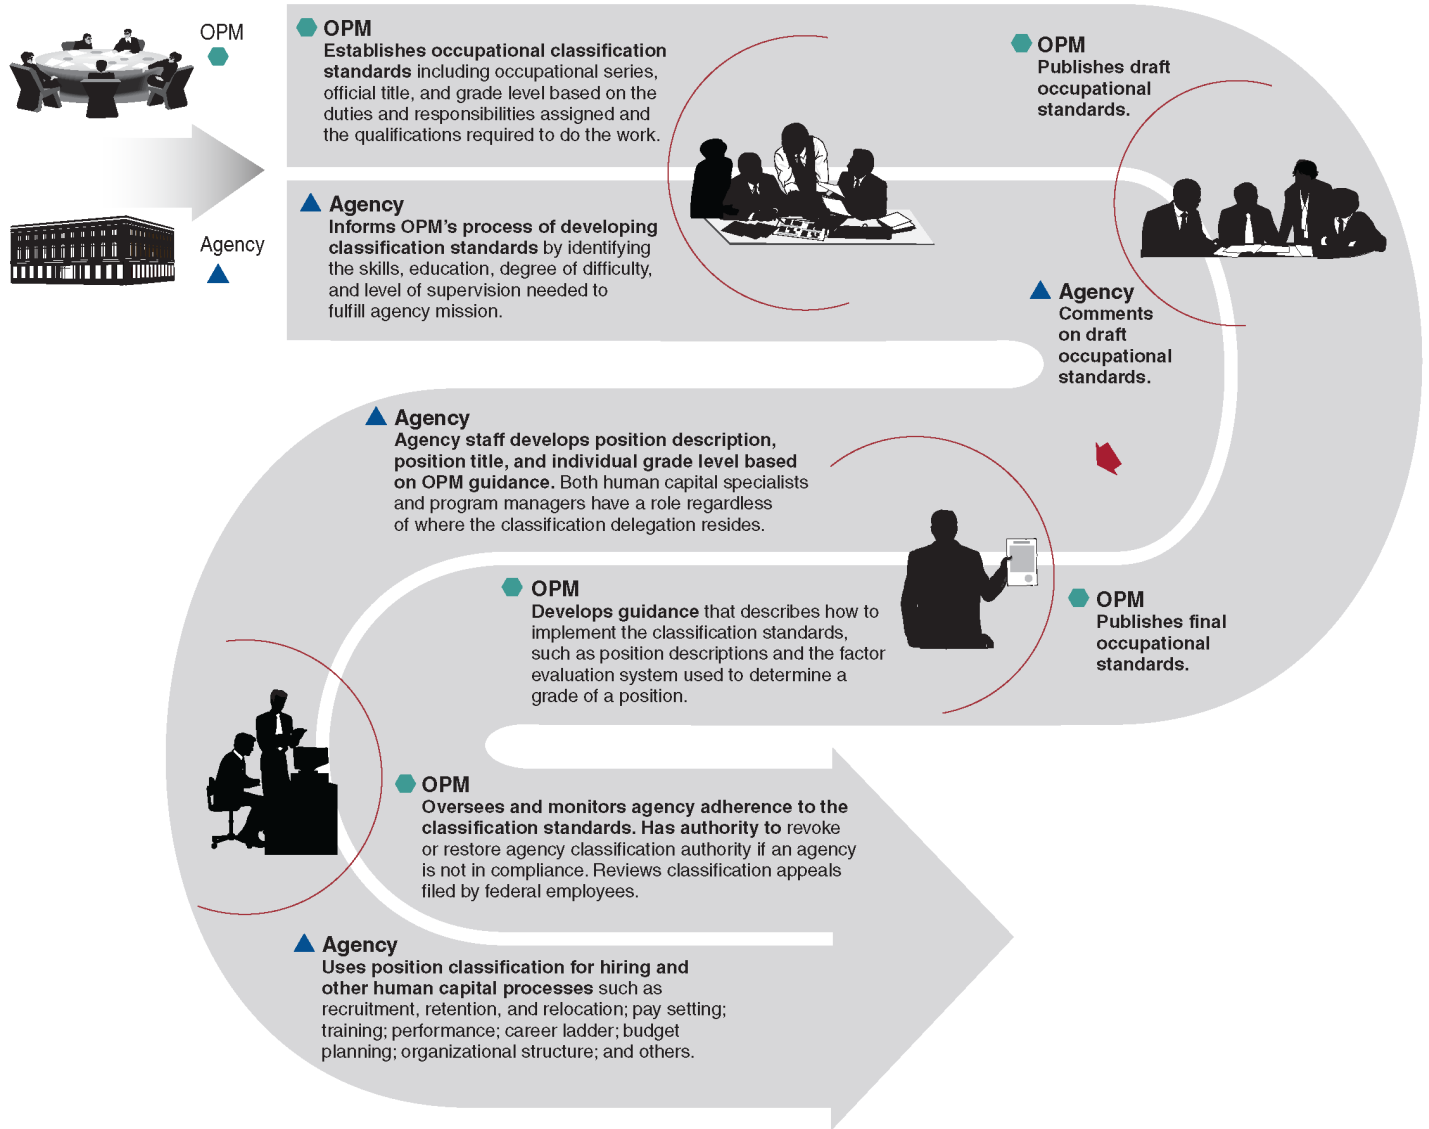 OPM
Agency
OPM
Establishes occupational classification
standards including occupational series,
official title, and grade level based on the
duties and responsibilities assigned and
the qualifications required to do the work.
Agency
Informs OPM’s process of developing
classification standards by identifying
the skills, education, degree of difficulty,
and level of supervision needed to
fulfill agency mission.
OPM
Publishes draft
occupational
standards.
Agency
Comments
on draft
occupational
standards.
OPM
Publishes final
occupational
standards.
Agency
Agency staff develops position description,
position title, and individual grade level based
on OPM guidance. Both human capital specialists
and program managers have a role regardless
of where the classification delegation resides.
OPM
Develops guidance that describes how to
implement the classification standards,
such as position descriptions and the factor
evaluation system used to determine a
grade of a position.
OPM
Oversees and monitors agency adherence to the
classification standards. Has authority to revoke
or restore agency classification authority if an agency
is not in compliance. Reviews classification appeals
filed by federal employees.
Agency
Uses position classification for hiring and
other human capital processes such as
recruitment, retention, and relocation; pay setting;
training; performance; career ladder; budget
planning; organizational structure; and others.